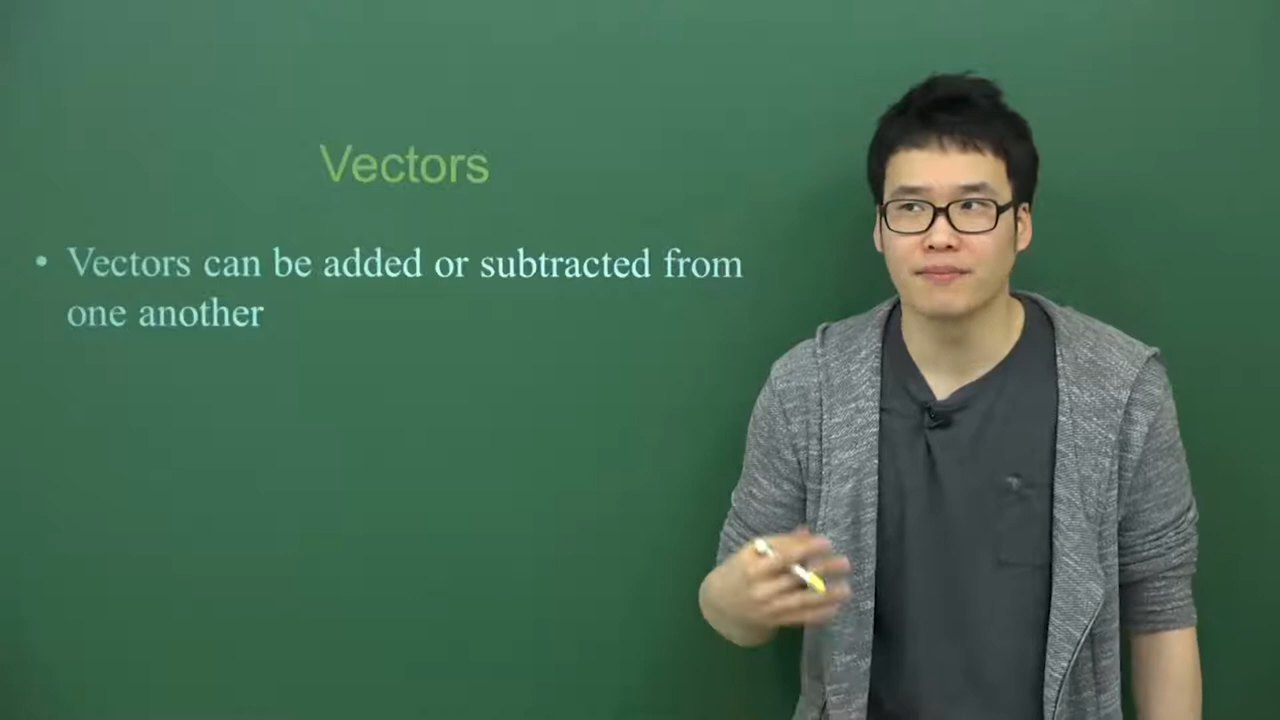 Vectors
• Vectors can be added or subtracted from
one another